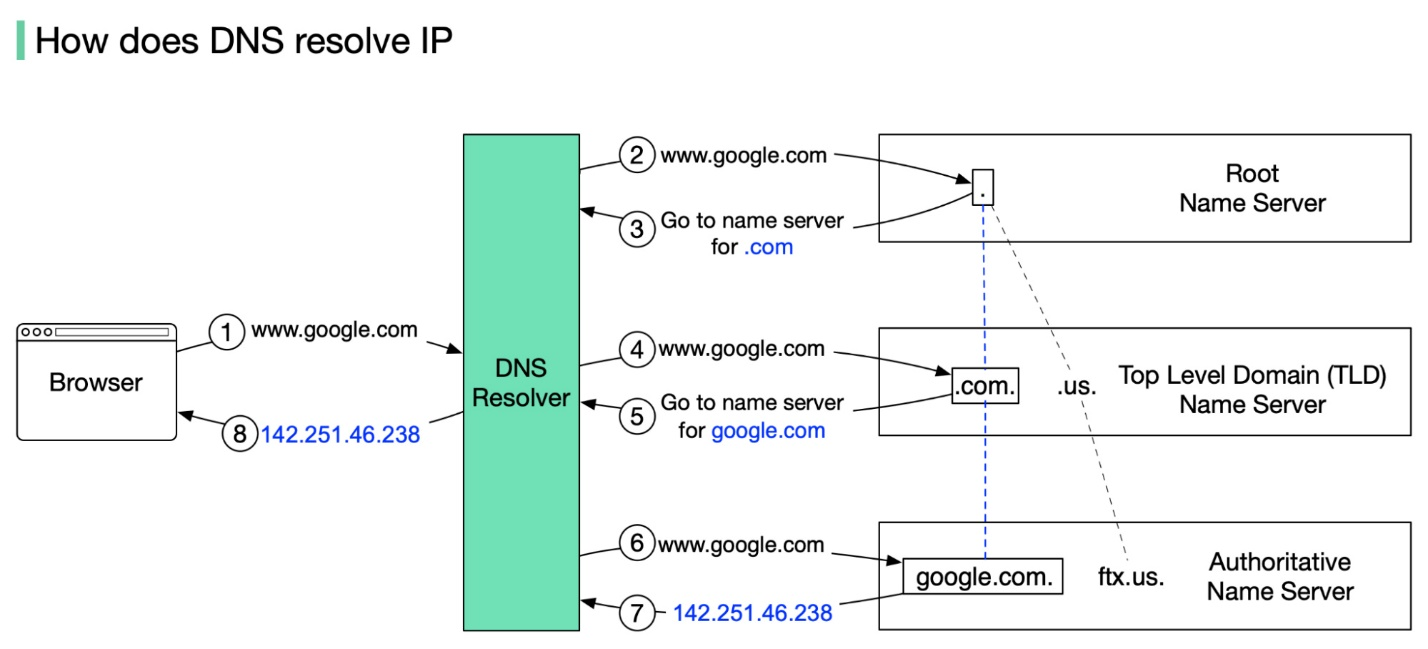 How does DNS resolve IP
2 www.google.com
.
Root
Name Server
3 Go to name server
for .com
1 www.google.com
Browser
DNS
Resolver
8 142.251.46.238
4 www.google.com
.com.
.us.
Top Level Domain (TLD)
Name Server
5 Go to name server
for google.com
6 www.google.com
google.com.
ftx.us.
Authoritative
Name Server
7 142.251.46.238